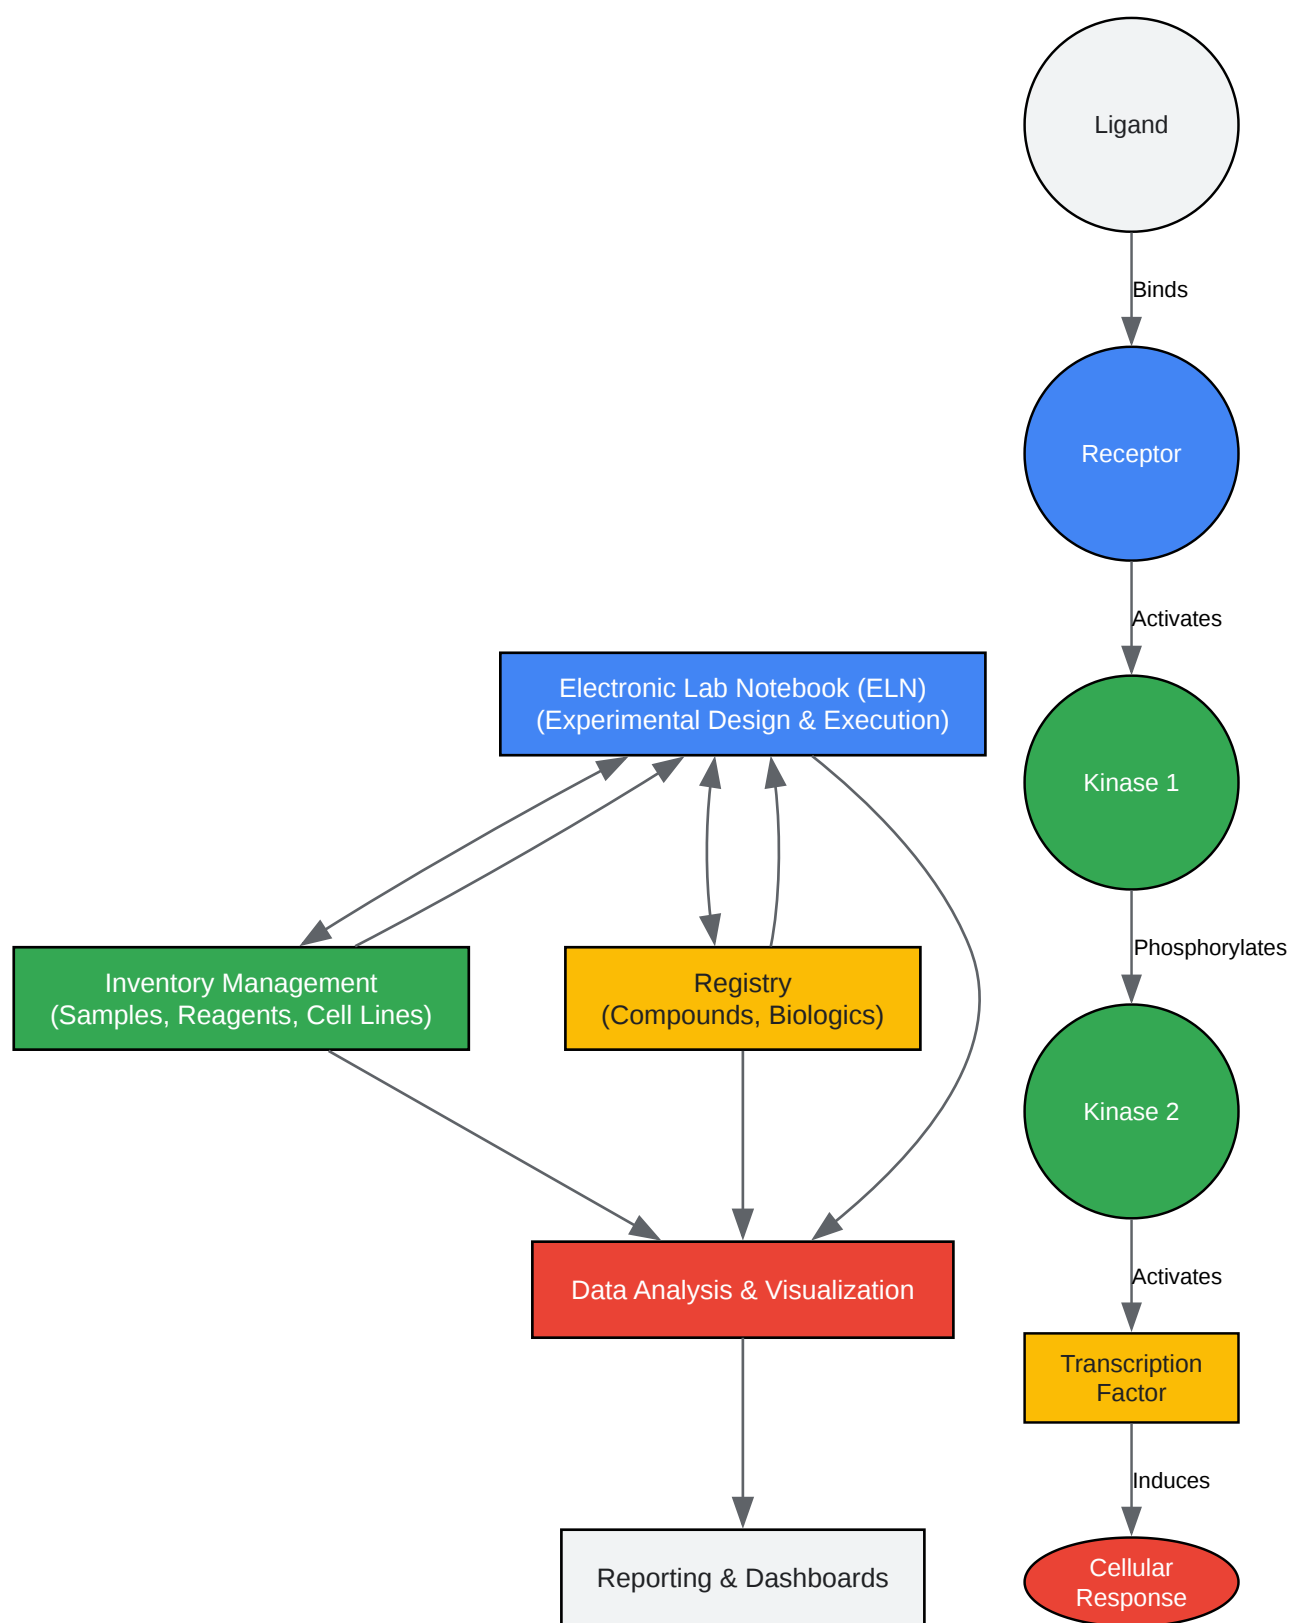 Ligand
Binds
Receptor
Activates
Electronic Lab Notebook (ELN)
(Experimental Design & Execution)
Kinase 1
Phosphorylates
Inventory Management
(Samples, Reagents, Cell Lines)
Registry
(Compounds, Biologics)
Kinase 2
Activates
Data Analysis & Visualization
Transcription
Factor
Induces
Reporting & Dashboards
Cellular
Response